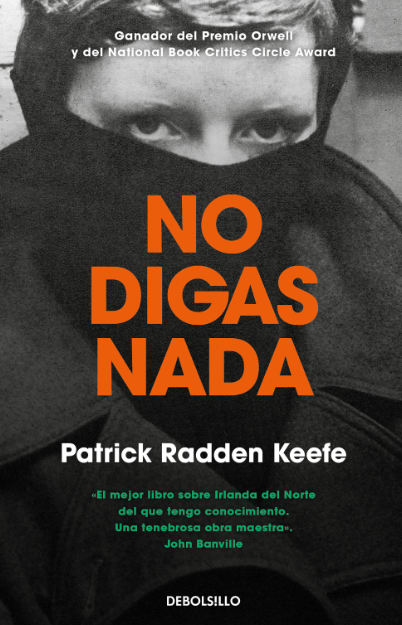 Ganador del Premio Orwell
y del National Book Critics Circle Award
NO
DIGAS
NADA
Patrick Radden Keefe
«El mejor libro sobre Irlanda del Norte
del que tengo conocimiento.
Una tenebrosa obra maestra».
John Banville
DEBOLS!LLO